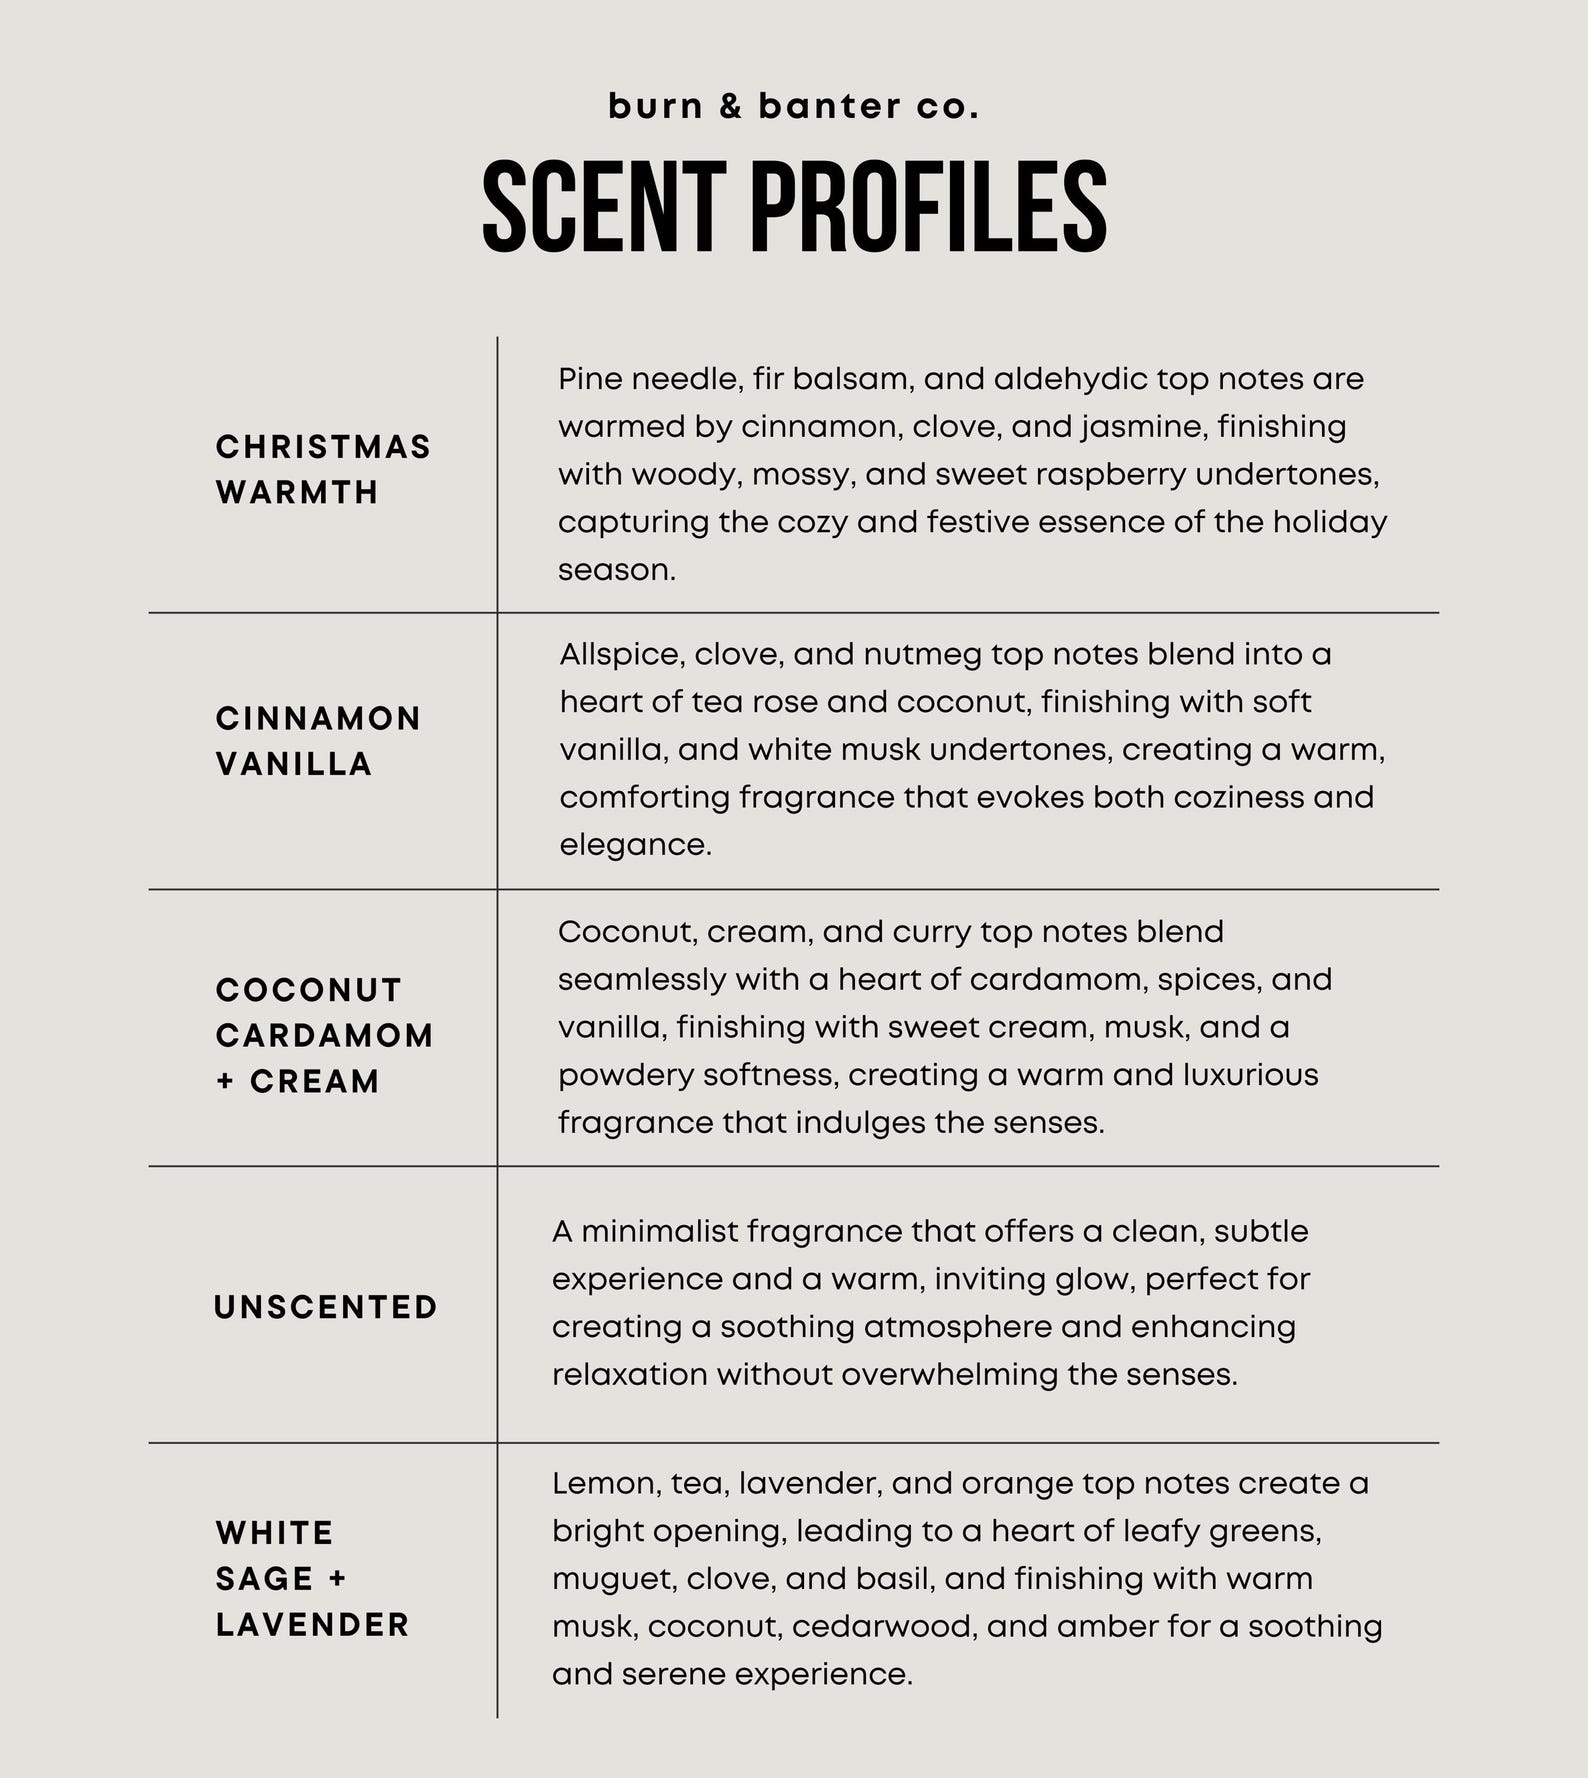 burn & banter co.
SCENT PROFILES
CHRISTMAS
WARMTH
Pine needle, fir balsam, and aldehydic top notes are
warmed by cinnamon, clove, and jasmine, finishing
with woody, mossy, and sweet raspberry undertones,
capturing the cozy and festive essence of the holiday
season.
CINNAMON
VANILLA
Allspice, clove, and nutmeg top notes blend into a
heart of tea rose and coconut, finishing with soft
vanilla, and white musk undertones, creating a warm,
comforting fragrance that evokes both coziness and
elegance.
COCONUT
CARDAMOM
+ CREAM
Coconut, cream, and curry top notes blend
seamlessly with a heart of cardamom, spices, and
vanilla, finishing with sweet cream, musk, and a
powdery softness, creating a warm and luxurious
fragrance that indulges the senses.
UNSCENTED
A minimalist fragrance that offers a clean, subtle
experience and a warm, inviting glow, perfect for
creating a soothing atmosphere and enhancing
relaxation without overwhelming the senses.
WHITE
SAGE +
LAVENDER
Lemon, tea, lavender, and orange top notes create a
bright opening, leading to a heart of leafy greens,
muguet, clove, and basil, and finishing with warm
musk, coconut, cedarwood, and amber for a soothing
and serene experience.